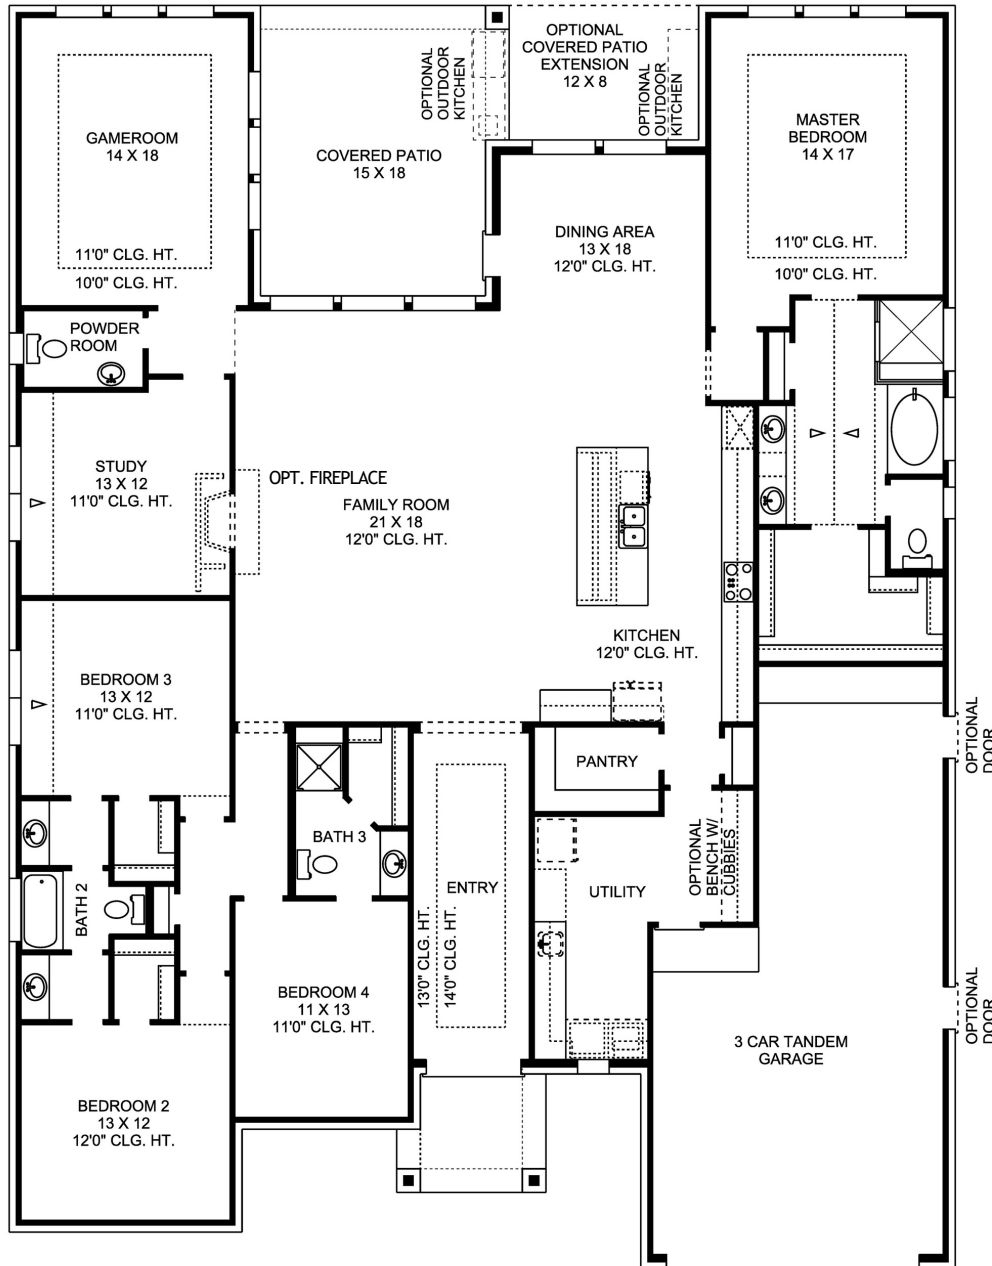 OPTIONAL
COVERED PATIO
EXTENSION
12 X 8
OPTIONAL
OUTDOOR
KITCHEN
OPTIONAL
OUTDOOR
KITCHEN
GAMEROOM
14 X 18
11'0" CLG. HT.
10'0" CLG. HT.
COVERED PATIO
15 X 18
MASTER
BEDROOM
14 X 17
11'0" CLG. HT.
10'0" CLG. HT.
DINING AREA
13 X 18
12'0" CLG. HT.
POWDER
ROOM
STUDY
13 X 12
11'0" CLG. HT.
OPT. FIREPLACE
FAMILY ROOM
21 X 18
12'0" CLG. HT.
KITCHEN
12'0" CLG. HT.
BEDROOM 3
13 X 12
11'0" CLG. HT.
OPTIONAL
DOOR
PANTRY
BATH 3
OPTIONAL
BENCH W/
CUBBIES
BATH 2
ENTRY
UTILITY
13'0" CLG. HT.
14'0" CLG. HT.
BEDROOM 4
11 X 13
11'0" CLG. HT.
OPTIONAL
DOOR
3 CAR TANDEM
GARAGE
BEDROOM 2
13 X 12
12'0" CLG. HT.